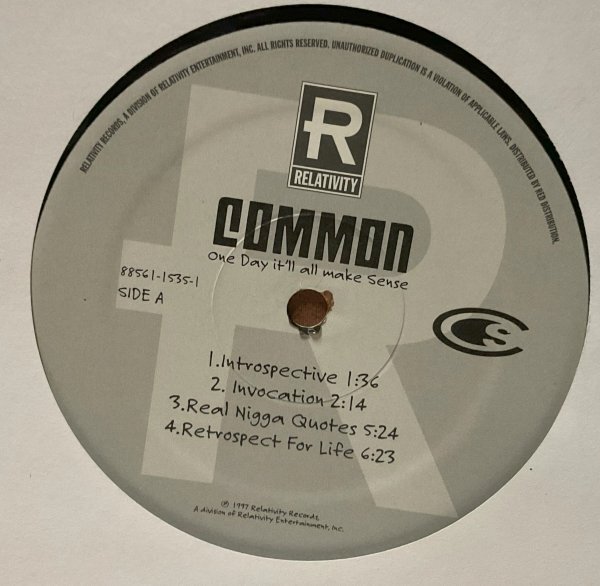 RELATIVITY RECORDS, A DIVISION OF RELATIVITY ENTERTAINMENT, INC. ALL RIGHTS RESERVED. UNAUTHORIZED DUPLICATION IS A VIOLATION OF APPLICABLE LAWS. DISTRIBUTED BY RED DISTRIBUTION.
R
RELATIVITY
COMMON
One Day it'll all make Sense
88561-1535-1
SIDE A
CS
1.Introspective 1:36
2. Invocation 2:14
3.Real Nigga Quotes 5:24
4.Retrospect For Life 6:23
℗ 1997 Relativity Records
A division of Relativity Entertainment, Inc.